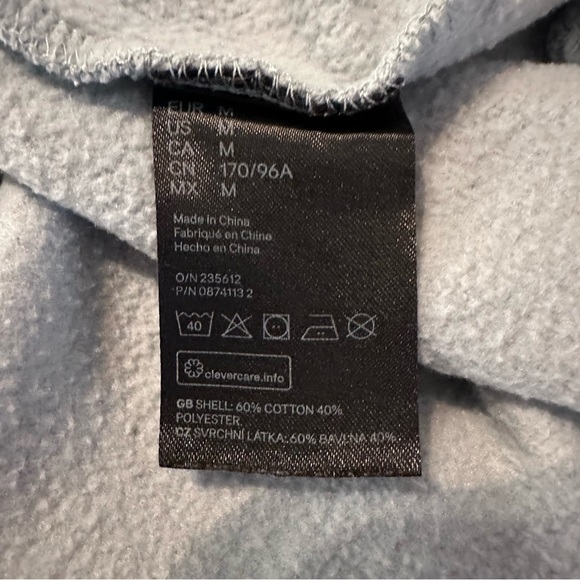 EUR M
US M
CA M
CN 170/96A
MX M
Made in China
Fabriqué en Chine
Hecho en China
O/N 235612
P/N 0874113 2
40
clevercare.info
GB SHELL: 60% COTTON 40%
POLYESTER.
CZ SVRCHNÍ LÁTKA: 60% BAVLNA 40%